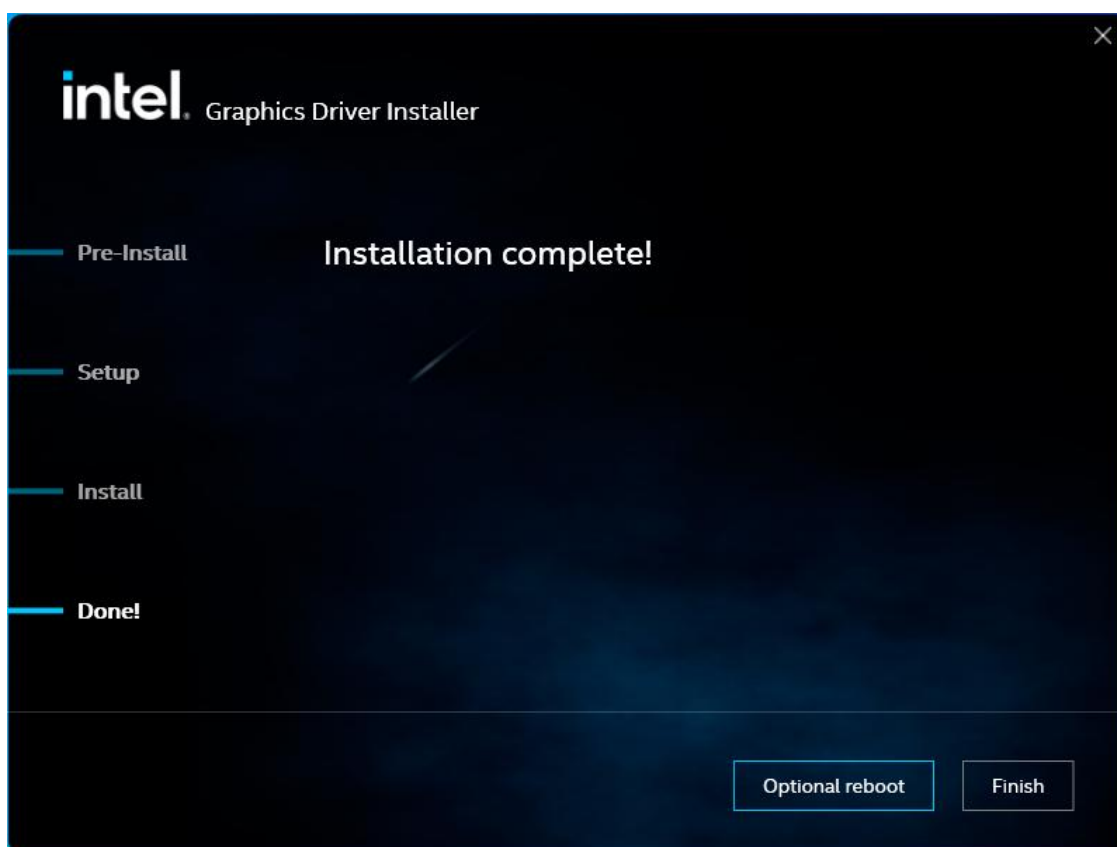 intel. Graphics Driver Installer
Pre-Install
Installation complete!
Setup
Install
Done!
Optional reboot
Finish